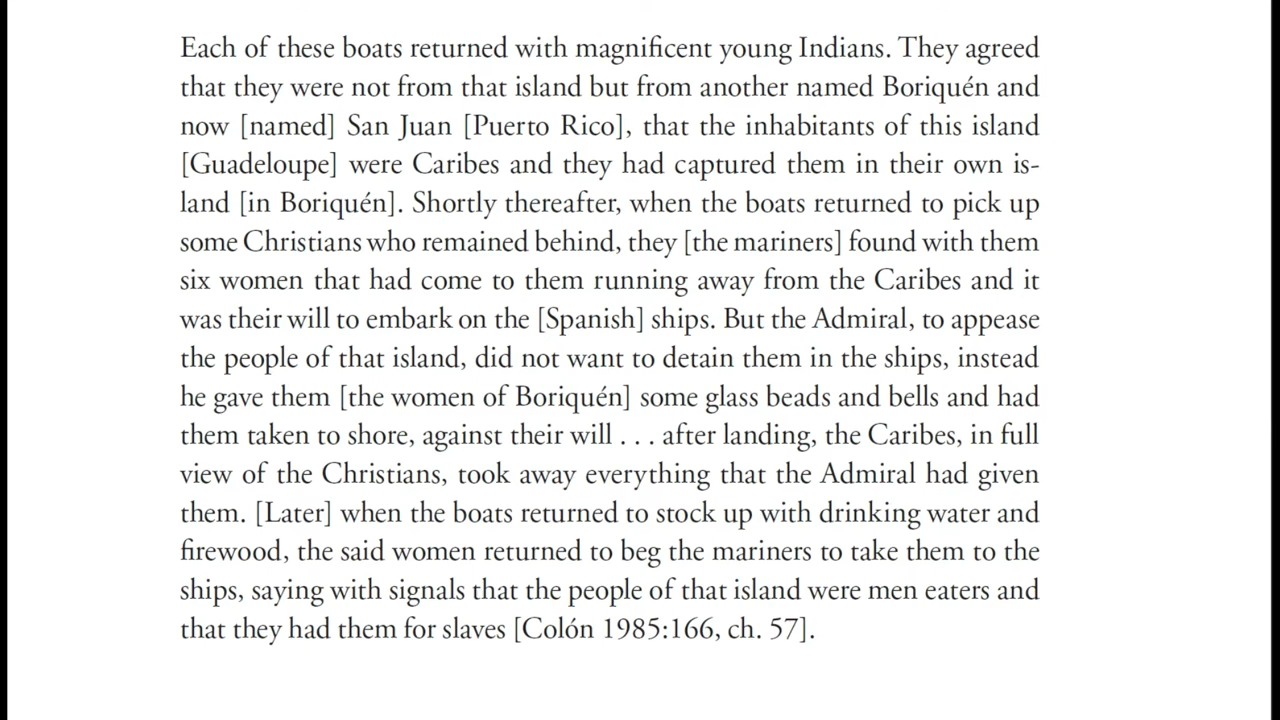 Each of these boats returned with magnificent young Indians. They agreed
that they were not from that island but from another named Boriquén and
now [named] San Juan [Puerto Rico], that the inhabitants of this island
[Guadeloupe] were Caribes and they had captured them in their own is-
land [in Boriquén]. Shortly thereafter, when the boats returned to pick up
some Christians who remained behind, they [the mariners] found with them
six women that had come to them running away from the Caribes and it
was their will to embark on the [Spanish] ships. But the Admiral, to appease
the people of that island, did not want to detain them in the ships, instead
he gave them [the women of Boriquén] some glass beads and bells and had
them taken to shore, against their will . . . after landing, the Caribes, in full
view of the Christians, took away everything that the Admiral had given
them. [Later] when the boats returned to stock up with drinking water and
firewood, the said women returned to beg the mariners to take them to the
ships, saying with signals that the people of that island were men eaters and
that they had them for slaves [Colón 1985:166, ch. 57].